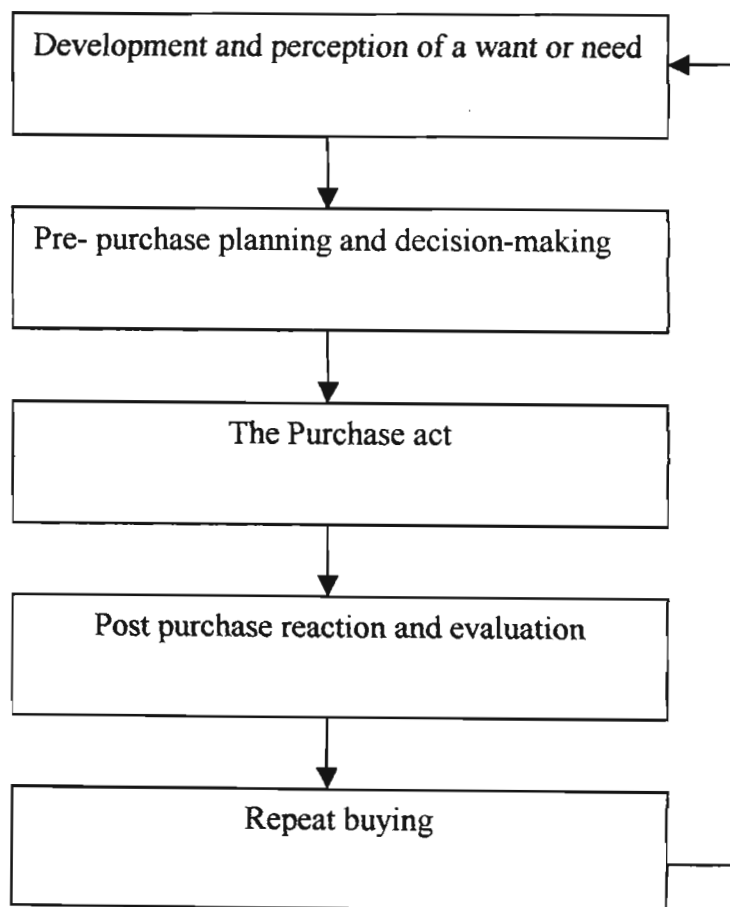 Development and perception of a want or need
Pre- purchase planning and decision-making
The Purchase act
Post purchase reaction and evaluation
Repeat buying